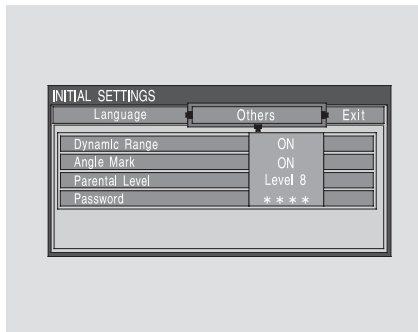 INITIAL SETTINGS
Language Others Exit
Dynamic Range ON
Angle Mark ON
Parental Level Level 8
Password ****